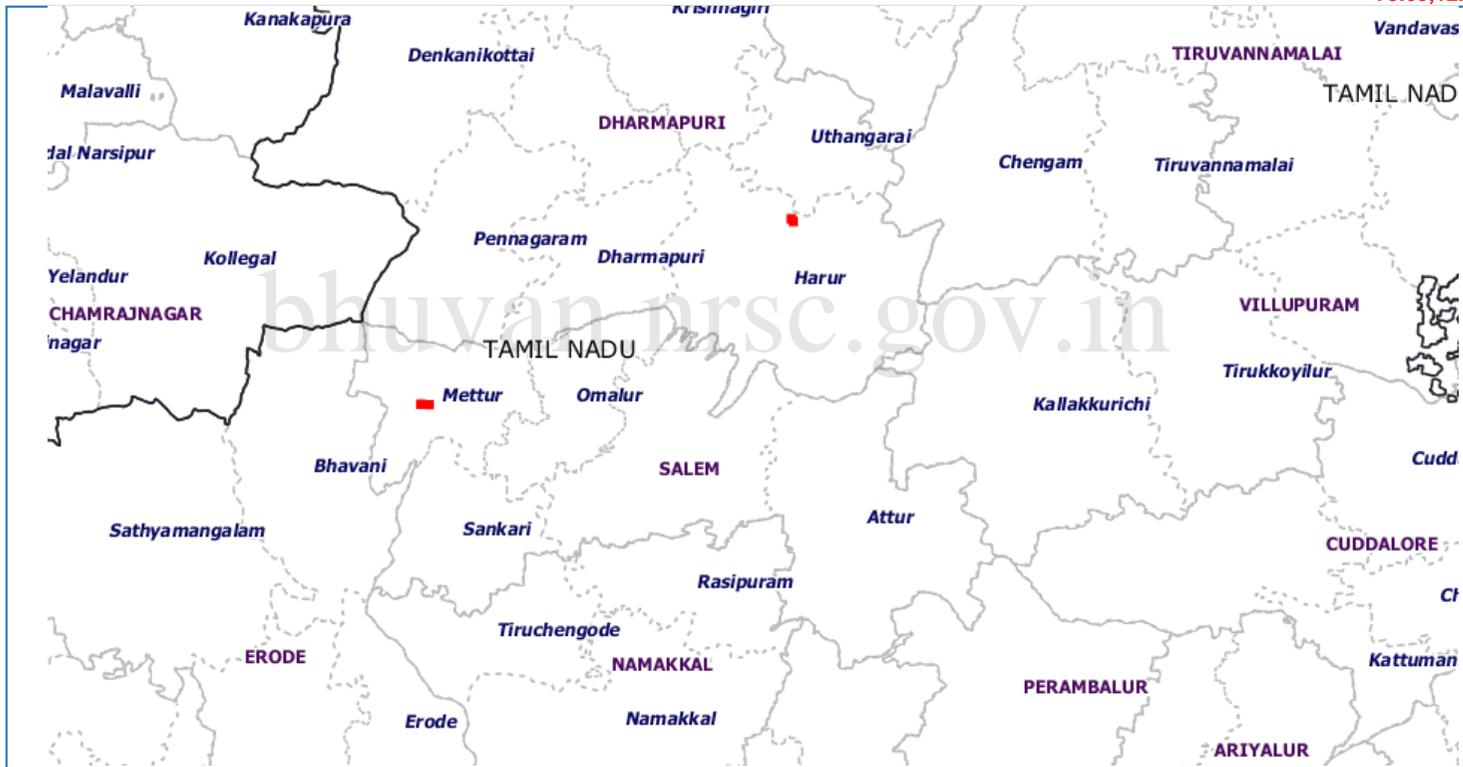 Kanakapura
Krishnagiri
Vandavas
Denkanikottai
TIRUVANNAMALAI
Malavalli
TAMIL NAD
DHARMAPURI
Uthangarai
dal Narsipur
Chengam
Tiruvannamalai
Pennagaram
Kollegal
Dharmapuri
Yelandur
Harur
CHAMRAJNAGAR
VILLUPURAM
bhuvan.nrsc.gov.in
nagar
TAMIL NADU
Tirukkoyilur
Mettur
Omalur
Kallakkurichi
Bhavani
SALEM
Cudd
Attur
Sathyamangalam
Sankari
CUDDALORE
Rasipuram
Ch
Tiruchengode
ERODE
NAMAKKAL
Kattuman
PERAMBALUR
Erode
Namakkal
ARIYALUR